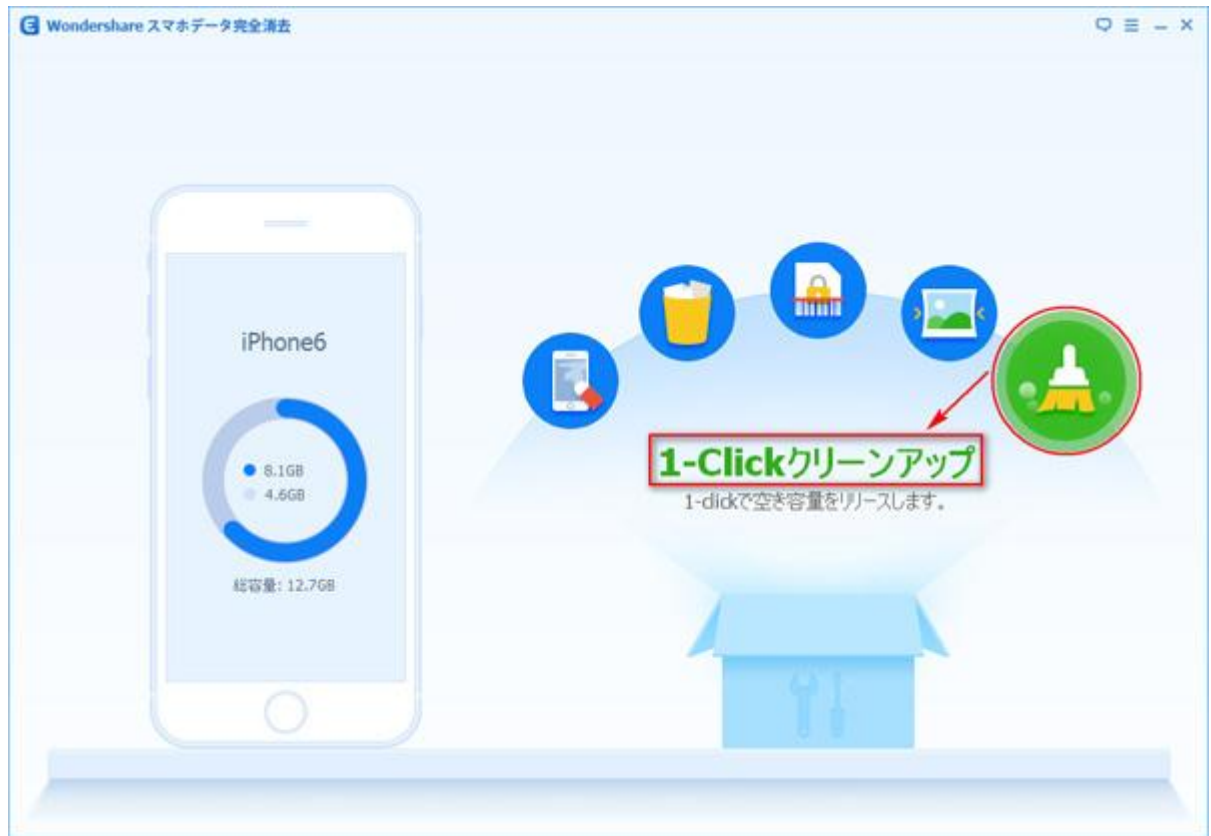 Wondershare スマホデータ完全消去
iPhone6
8.1GB
4.6GB
総容量: 12.7GB
1-Clickクリーンアップ
1-clickで空き容量をリリースします。